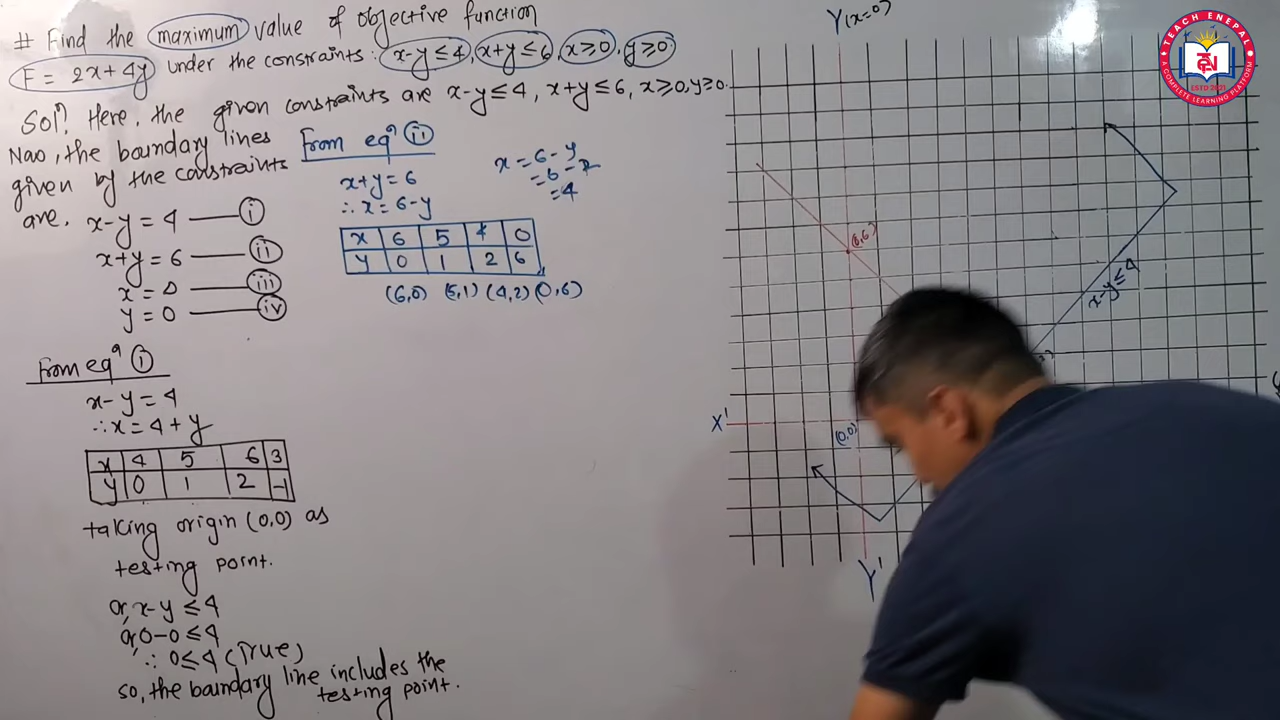 # Find the maximum value of objective function
F = 2x+4y under the constraints: x-y≤4, x+y≤6, x≥0, y≥0
Solⁿ, Here, the given constraints are x-y≤4, x+y≤6, x≥0, y≥0.
Nao, the boundary lines
given by the constraints
are. x-y=4 —— i
x+y=6 —— ii
x=0 —— iii
y=0 —— iv
From eqⁿ i
x-y=4
∴x=4+y
x 4 5 6 3
y 0 1 2 -1
taking origin (0,0) as
testing point.
or, x-y≤4
or, 0-0≤4
∴ 0≤4 (True)
so, the boundary line includes the
testing point.
From eqⁿ ii
x+y=6
∴x=6-y
x 6 5 4 0
y 0 1 2 6
(6,0) (5,1) (4,2) (0,6)
x=6-y
=6-2
=4
Y(x=0)
x-y≤4
X'
(0,0)
Y'
TEACH ENEPAL
ESTD 2021
A COMPLETE LEARNING PLATFORM